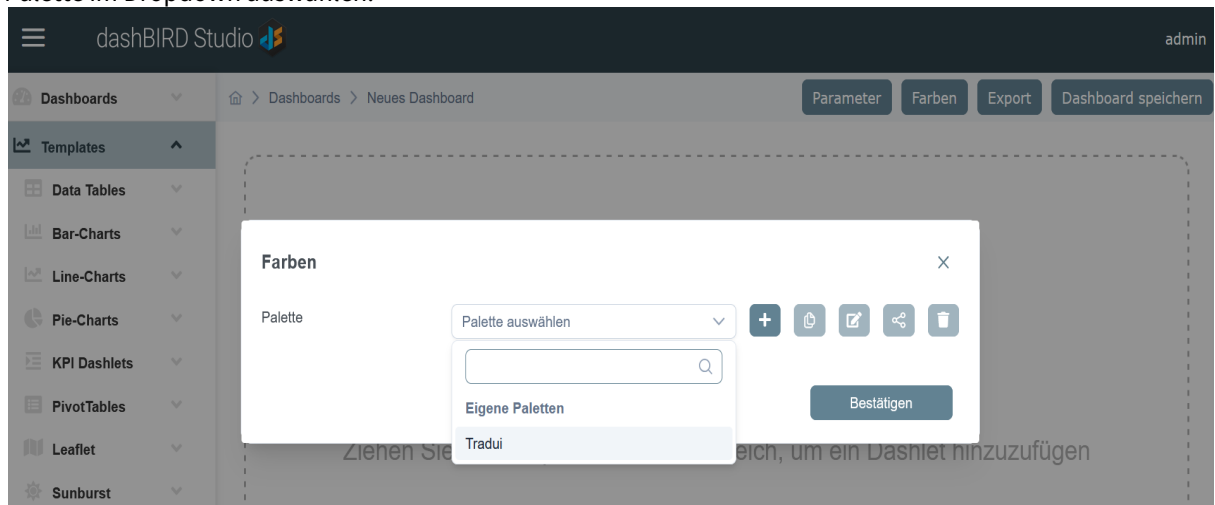 Palette im Dropdown auswählen.
dashBIRD Studio
admin
Dashboards
Dashboards > Neues Dashboard
Parameter
Farben
Export
Dashboard speichern
Templates
Data Tables
Bar-Charts
Line-Charts
Pie-Charts
KPI Dashlets
PivotTables
Leaflet
Sunburst
Farben
Palette
Palette auswählen
Eigene Paletten
Tradui
Bestätigen
Ziehen Sie eich, um ein Dashlet hinzuzufügen